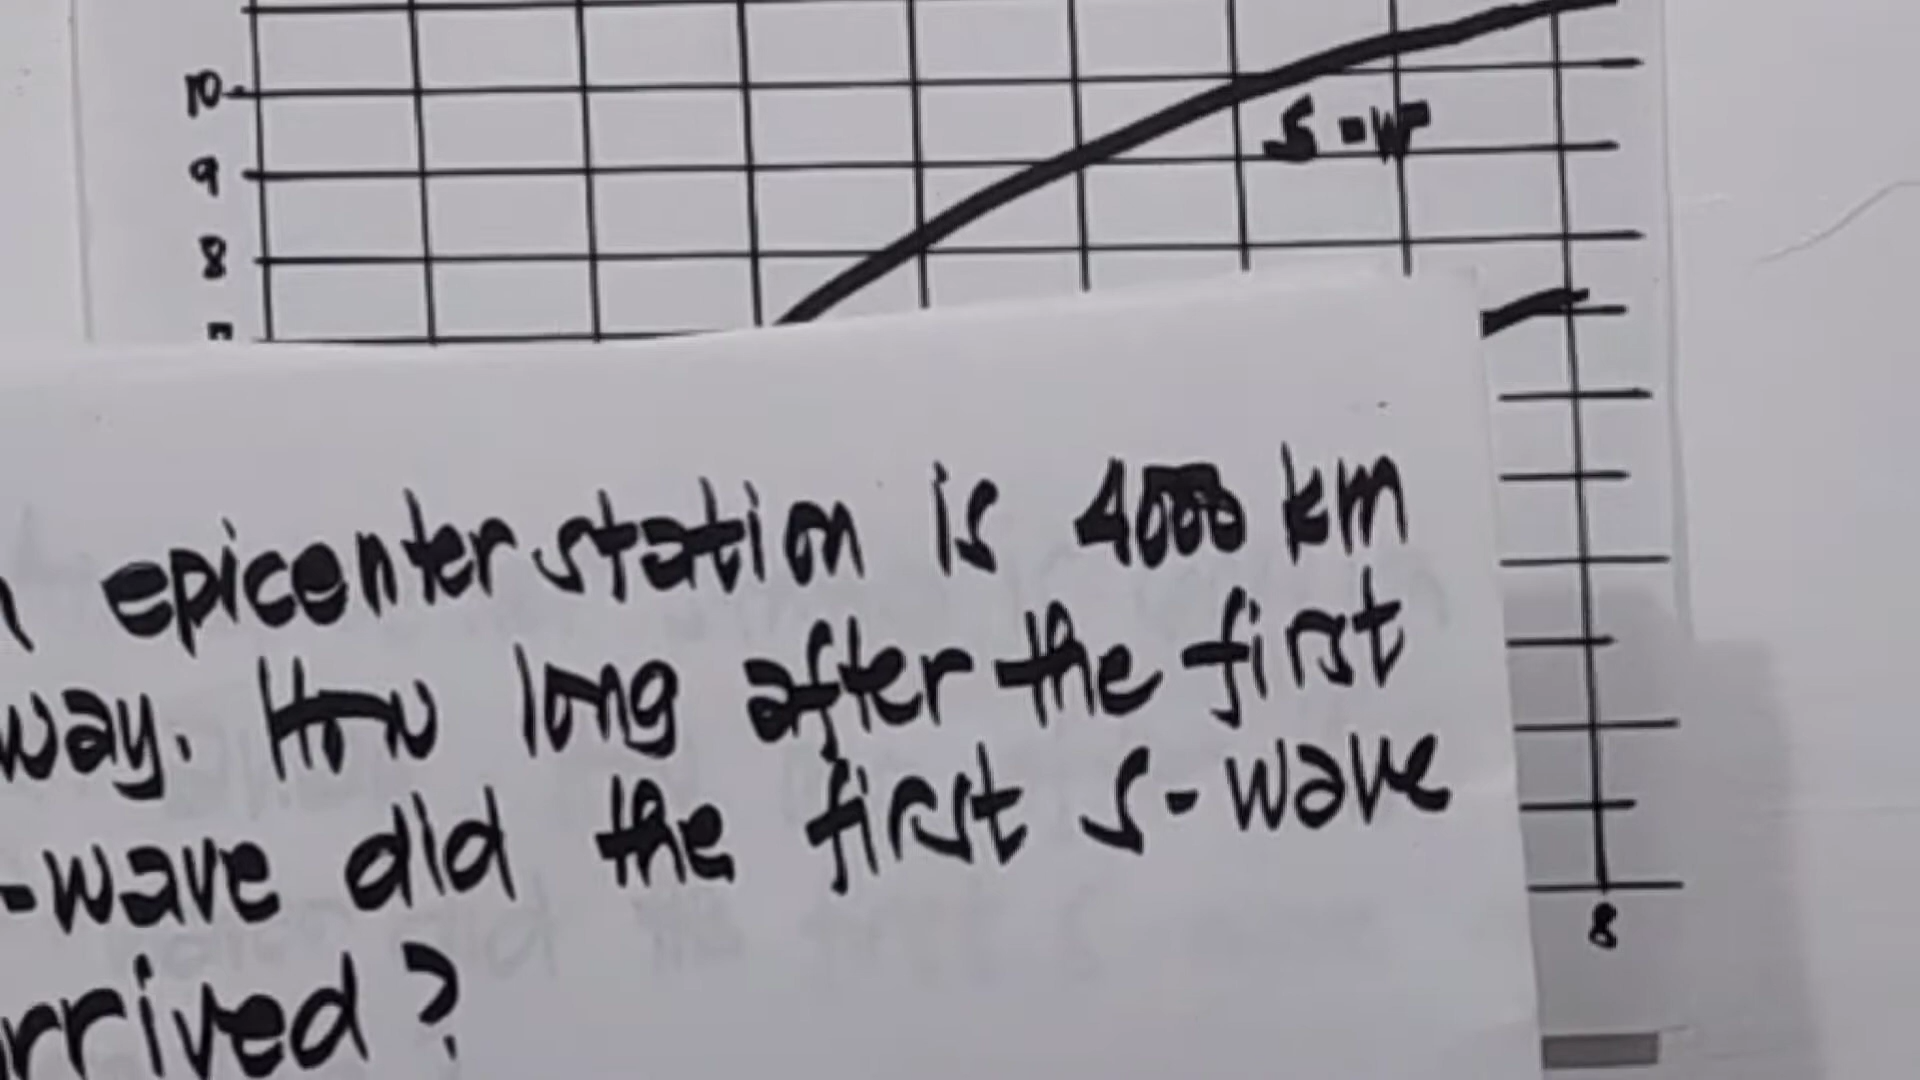 10
9
8
S-W
epicenter station is 4000 km
way. How long after the first
-wave did the first S-wave
rrived?
8